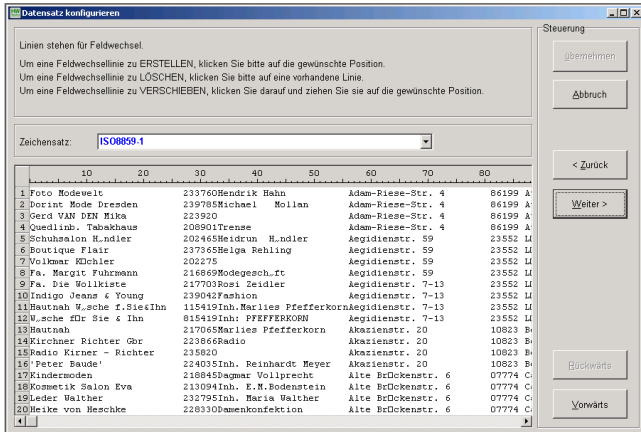 Datensatz konfigurieren
Linien stehen für Feldwechsel.
Um eine Feldwechsellinie zu ERSTELLEN, klicken Sie bitte auf die gewünschte Position.
Um eine Feldwechsellinie zu LÖSCHEN, klicken Sie bitte auf eine vorhandene Linie.
Um eine Feldwechsellinie zu VERSCHIEBEN, klicken Sie darauf und ziehen Sie sie auf die gewünschte Position.
Zeichensatz: ISO8859-1
10 20 30 40 50 60 70 80
1 Foto Modewelt 233760Hendrik Hahn Adam-Riese-Str. 4 86199 A
2 Dorint Mode Dresden 239785Michael Mollan Adam-Riese-Str. 4 86199 A
3 Gerd VAN DEN Mika 223920 Adam-Riese-Str. 4 86199 A
4 Quedlinb. Tabakhaus 208901Trense Adam-Riese-Str. 4 86199 A
5 Schuhsalon H„ndler 202465Heidrun H„ndler Aegidienstr. 59 23552 L
6 Boutique Flair 237365Helga Rehling Aegidienstr. 59 23552 L
7 Volkmar K□chler 202275 Aegidienstr. 59 23552 L
8 Fa. Margit Fuhrmann 216869Modegesch„ft Aegidienstr. 59 23552 L
9 Fa. Die Wollkiste 217703Rosi Zeidler Aegidienstr. 7-13 23552 L
10 Indigo Jeans & Young 239042Fashion Aegidienstr. 7-13 23552 L
11 Hautnah W„sche f.Sie&Ihn 115419Inh.Marlies PfefferkornAegidienstr. 7-13 23552 L
12 W„sche f□r Sie & Ihn 815419Inh: PFEFFERKORN Aegidienstr. 7-13 23552 L
13 Hautnah 217065Marlies Pfefferkorn Akazienstr. 20 10823 B
14 Kirchner Richter Gbr 223866Radio Akazienstr. 20 10823 B
15 Radio Kirner - Richter 235820 Akazienstr. 20 10823 B
16 'Peter Baude' 224035Inh. Reinhardt Meyer Akazienstr. 20 10823 B
17 Kindermoden 218845Dagmar Vollprecht Alte Br□ckenstr. 6 07774 C
18 Kosmetik Salon Eva 213094Inh. E.M.Bodenstein Alte Br□ckenstr. 6 07774 C
19 Leder Walther 232795Inh. Maria Walther Alte Br□ckenstr. 6 07774 C
20 Heike von Heschke 228330Damenkonfektion Alte Br□ckenstr. 6 07774 C
Steuerung
übernehmen
Abbruch
< Zurück
Weiter >
Rückwärts
Vorwärts